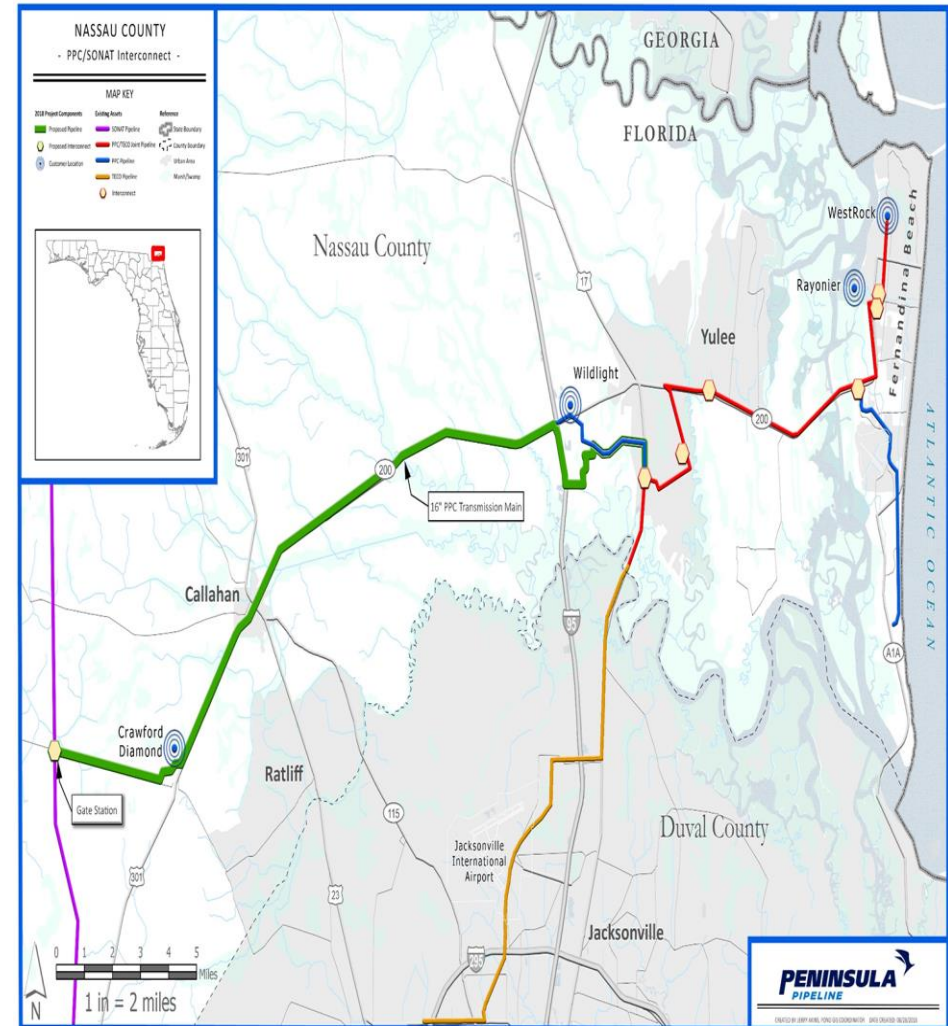 NASSAU COUNTY
- PPC/SONAT Interconnect -
MAP KEY
2018 Project Components
Proposed Pipeline
Proposed Interconnect
Customer Location
Existing Assets
SONAT Pipeline
PPC/TECO Joint Pipeline
PPC Pipeline
TECO Pipeline
Interconnect
Reference
State Boundary
County Boundary
Urban Area
Marsh/Swamp
GEORGIA
FLORIDA
Nassau County
17
WestRock
Rayonier
Fernandina Beach
Yulee
Wildlight
200
ATLANTIC OCEAN
301
200
16" PPC Transmission Main
Callahan
95
A1A
Crawford
Diamond
Gate Station
Ratliff
115
Duval County
Jacksonville
International
Airport
301
23
Jacksonville
295
0 1 2 3 4 5
Miles
N
1 in = 2 miles
PENINSULA
PIPELINE